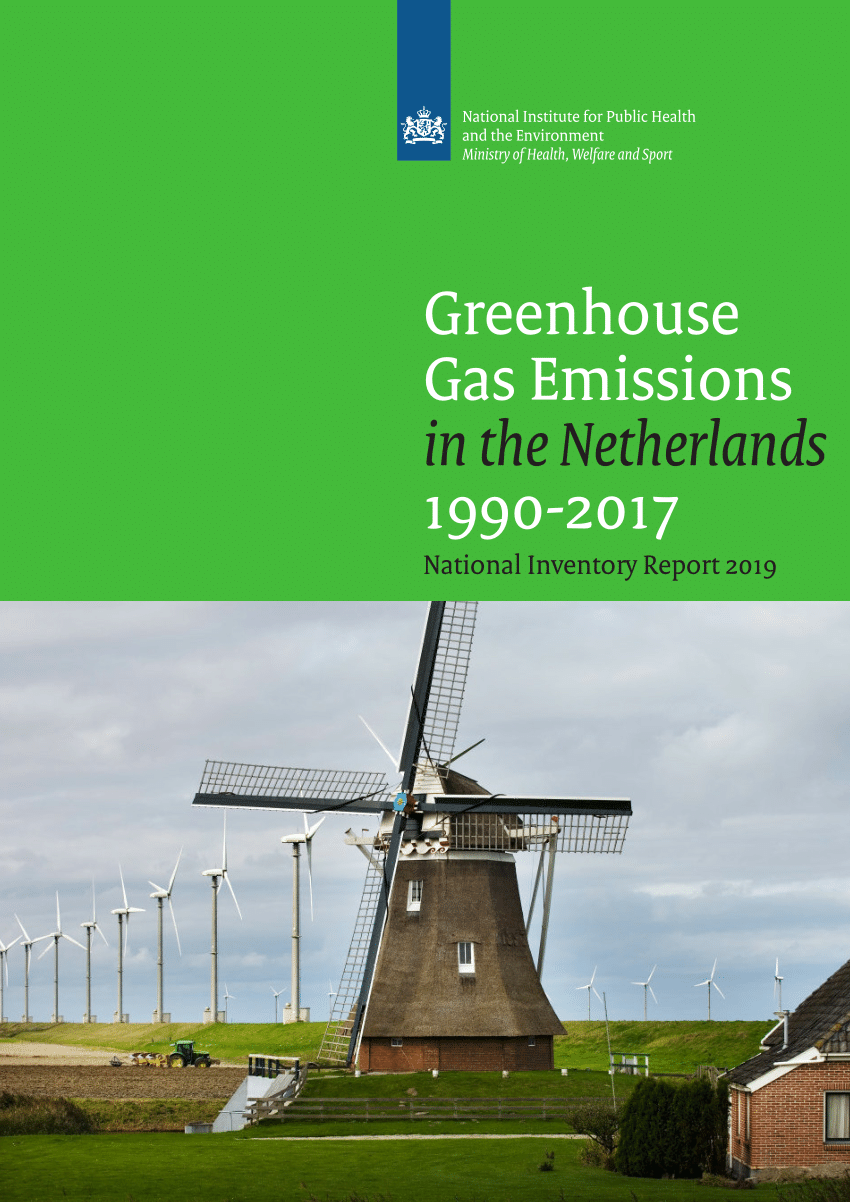 National Institute for Public Health
and the Environment
Ministry of Health, Welfare and Sport
Greenhouse
Gas Emissions
in the Netherlands
1990-2017
National Inventory Report 2019